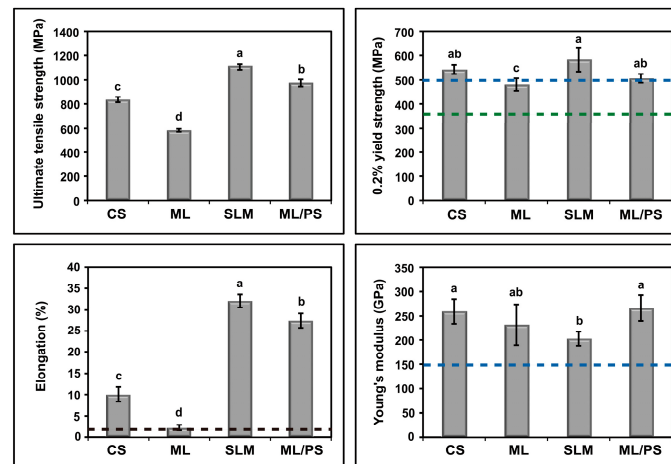 Ultimate tensile strength (MPa)
1400
1200
1000
800
600
400
200
0
c
d
a
b
CS ML SLM ML/PS
0.2% yield strength (MPa)
700
600
500
400
300
200
100
0
ab
c
a
ab
CS ML SLM ML/PS
Elongation (%)
40
35
30
25
20
15
10
5
0
c
d
a
b
CS ML SLM ML/PS
Young's modulus (GPa)
350
300
250
200
150
100
50
0
a
ab
b
a
CS ML SLM ML/PS